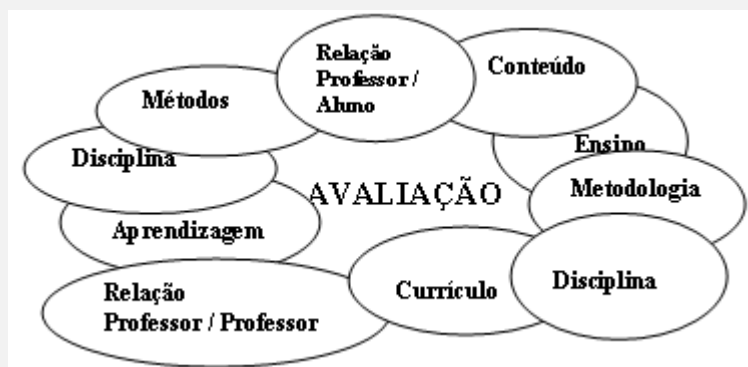 Relação
Professor /
Aluno
Conteúdo
Métodos
Ensino
Disciplina
Metodologia
AVALIAÇÃO
Aprendizagem
Disciplina
Currículo
Relação
Professor / Professor